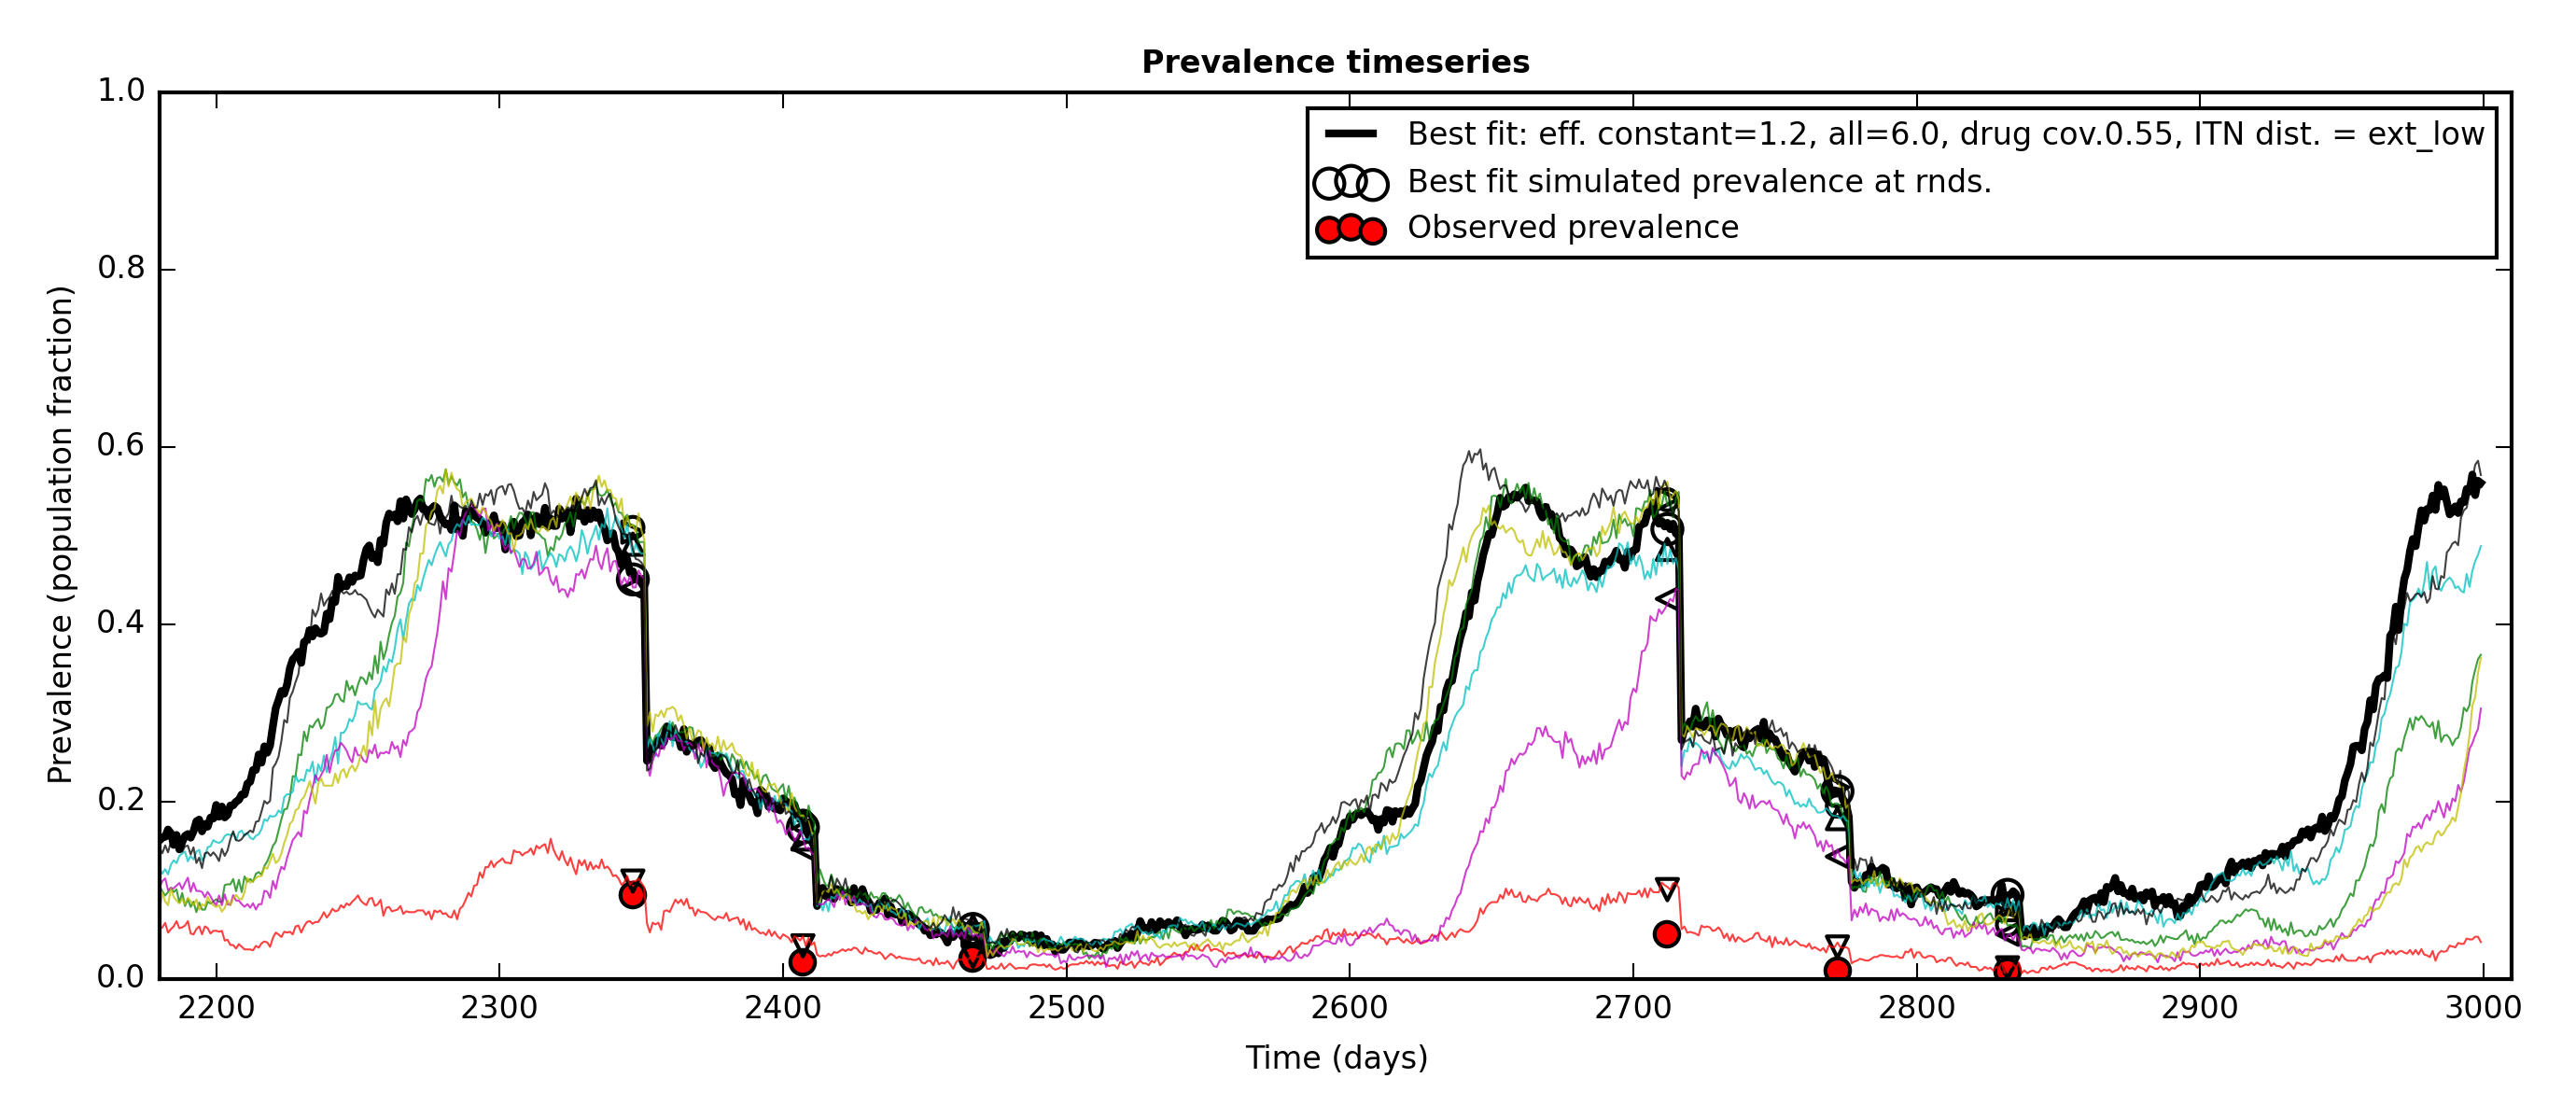 Prevalence timeseries
Best fit: eff. constant=1.2, all=6.0, drug cov.0.55, ITN dist. = ext_low
Best fit simulated prevalence at rnds.
Observed prevalence
Prevalence (population fraction)
1.0
0.8
0.6
0.4
0.2
0.0
2200 2300 2400 2500 2600 2700 2800 2900 3000
Time (days)